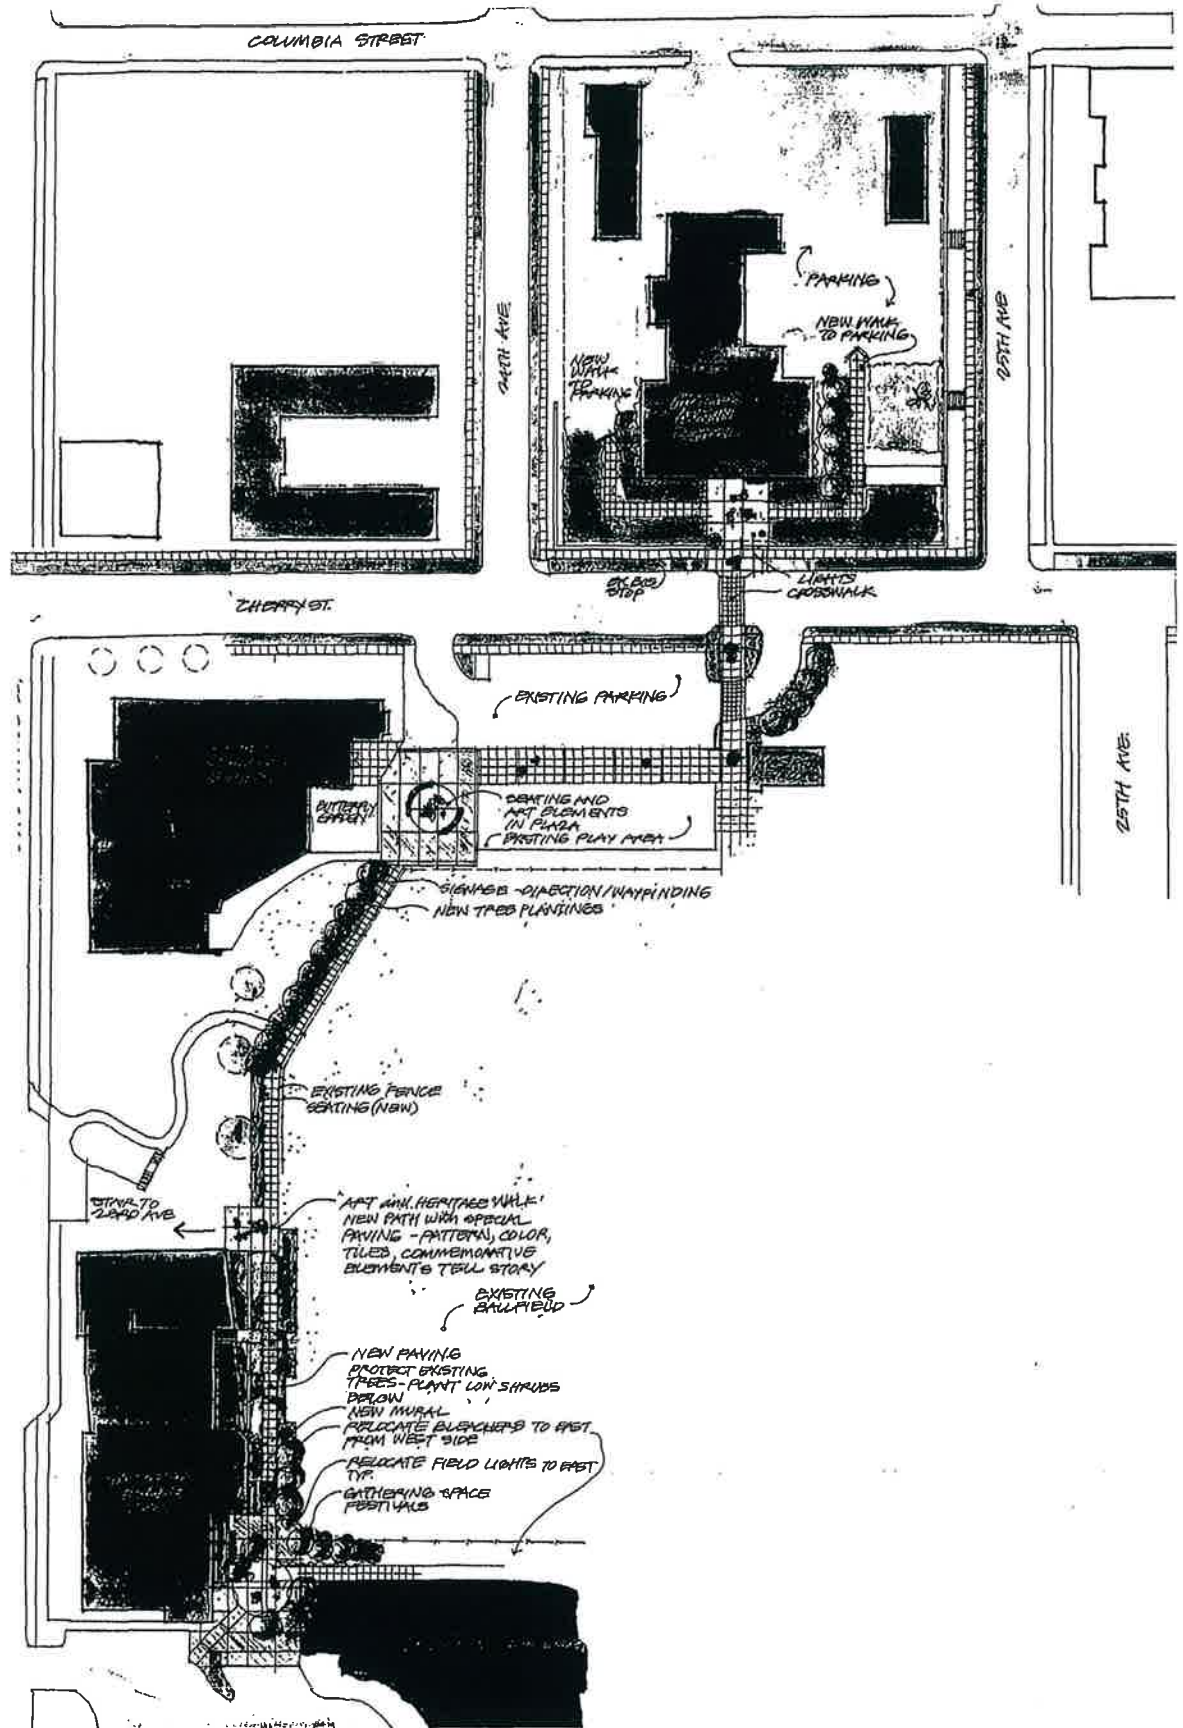 COLUMBIA STREET
24TH AVE.
25TH AVE
PARKING
NEW WALK
TO PARKING
NEW
WALK
TO
PARKING
STOP
LIGHTS
CROSSWALK
CHERRY ST.
EXISTING PARKING
25TH AVE.
BUTTERFLY
GARDEN
SEATING AND
ART ELEMENTS
IN PLAZA
EXISTING PLAY AREA
SIGNAGE - DIRECTION/WAYFINDING
NEW TREE PLANTINGS
EXISTING FENCE
SEATING (NEW)
STAIR TO
23RD AVE
ART and HERITAGE WALK
NEW PATH WITH SPECIAL
PAVING - PATTERN, COLOR,
TILES, COMMEMORATIVE
ELEMENTS TELL STORY
EXISTING
BALLFIELD
NEW PAVING
PROTECT EXISTING
TREES - PLANT LOW SHRUBS
BELOW
NEW MURAL
RELOCATE BLEACHERS TO EAST
FROM WEST SIDE
RELOCATE FIELD LIGHTS TO EAST
TYP.
GATHERING SPACE
FESTIVALS